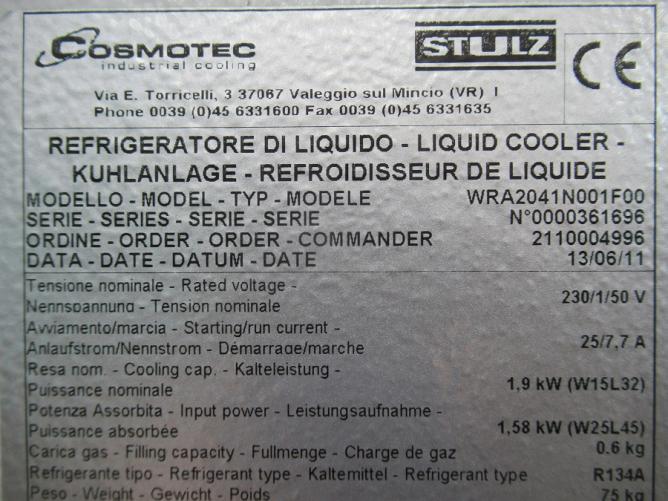 COSMOTEC
industrial cooling
STULZ
CE
Via E. Torricelli, 3 37067 Valeggio sul Mincio (VR) I
Phone 0039 (0)45 6331600 Fax 0039 (0)45 6331635
REFRIGERATORE DI LIQUIDO - LIQUID COOLER -
KUHLANLAGE - REFROIDISSEUR DE LIQUIDE
MODELLO - MODEL - TYP - MODELE WRA2041N001F00
SERIE - SERIES - SERIE - SERIE N°0000361696
ORDINE - ORDER - ORDER - COMMANDER 2110004996
DATA - DATE - DATUM - DATE 13/06/11
Tensione nominale - Rated voltage -
Nennspannung - Tension nominale 230/1/50 V
Avviamento/marcia - Starting/run current -
Anlaufstrom/Nennstrom - Démarrage/marche 25/7,7 A
Resa nom. - Cooling cap. - Kalteleistung -
Puissance nominale 1,9 kW (W15L32)
Potenza Assorbita - Input power - Leistungsaufnahme -
Puissance absorbée 1,58 kW (W25L45)
Carica gas - Filling capacity - Fullmenge - Charge de gaz 0.6 kg
Refrigerante tipo - Refrigerant type - Kaltemittel - Refrigerant type R134A
Peso - Weight - Gewicht - Poids 75 kg